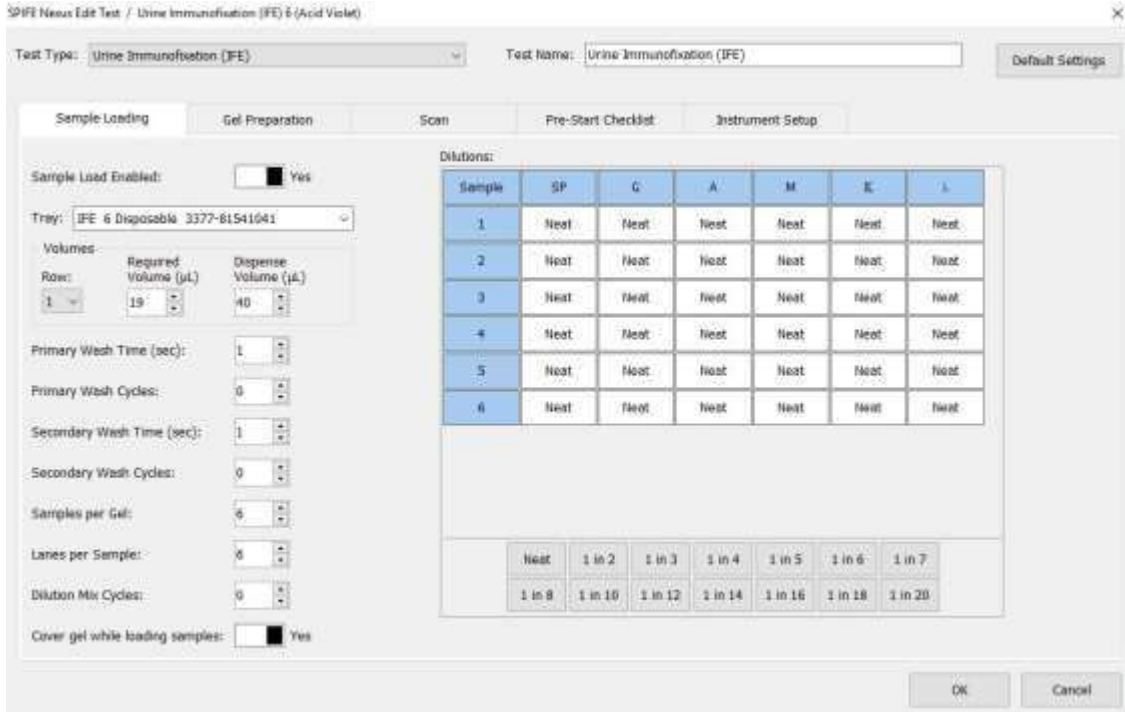 SPIFE Nexus Edit Test / Urine Immunofixation (IFE) 6 (Acid Violet)
Test Type: Urine Immunofixation (IFE) Test Name: Urine Immunofixation (IFE) Default Settings
Sample Loading Gel Preparation Scan Pre-Start Checklist Instrument Setup
Dilutions:
Sample Load Enabled: Yes
Tray: IFE 6 Disposable 3377-81541041
Volumes
Row: Required Volume (µL) Dispense Volume (µL)
1 19 40
Primary Wash Time (sec): 1
Primary Wash Cycles: 0
Secondary Wash Time (sec): 1
Secondary Wash Cycles: 0
Samples per Gel: 6
Lanes per Sample: 6
Dilution Mix Cycles: 0
Cover gel while loading samples: Yes
Sample SP G A M K L
1 Neat Neat Neat Neat Neat Neat
2 Neat Neat Neat Neat Neat Neat
3 Neat Neat Neat Neat Neat Neat
4 Neat Neat Neat Neat Neat Neat
5 Neat Neat Neat Neat Neat Neat
6 Neat Neat Neat Neat Neat Neat
Neat 1 in 2 1 in 3 1 in 4 1 in 5 1 in 6 1 in 7
1 in 8 1 in 10 1 in 12 1 in 14 1 in 16 1 in 18 1 in 20
OK Cancel